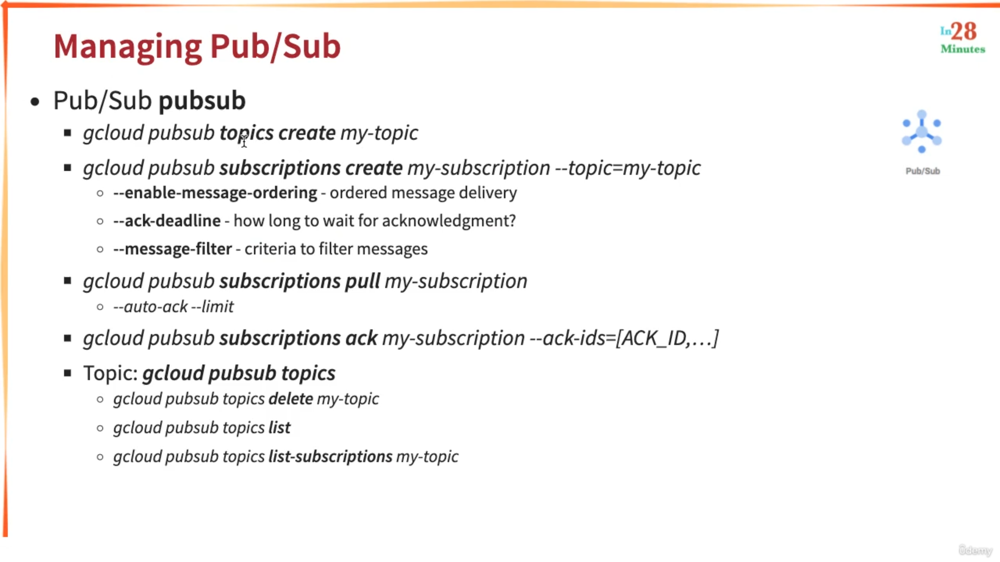 Managing Pub/Sub
In28
Minutes
Pub/Sub pubsub
gcloud pubsub topics create my-topic
gcloud pubsub subscriptions create my-subscription --topic=my-topic
--enable-message-ordering - ordered message delivery
--ack-deadline - how long to wait for acknowledgment?
--message-filter - criteria to filter messages
gcloud pubsub subscriptions pull my-subscription
--auto-ack --limit
gcloud pubsub subscriptions ack my-subscription --ack-ids=[ACK_ID,…]
Topic: gcloud pubsub topics
gcloud pubsub topics delete my-topic
gcloud pubsub topics list
gcloud pubsub topics list-subscriptions my-topic
Pub/Sub
ûdemy